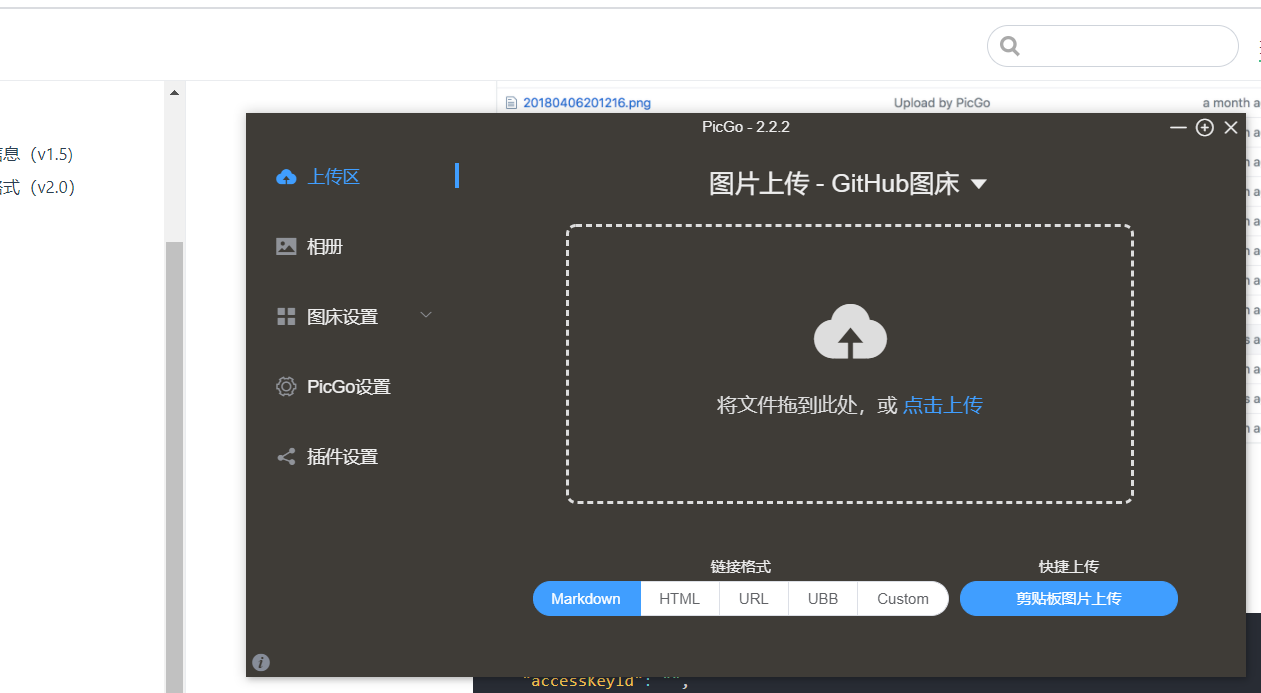 20180406201216.png Upload by PicGo a month a
PicGo - 2.2.2
息（v1.5)
式（v2.0）
上传区
图片上传 - GitHub图床
相册
图床设置
PicGo设置
插件设置
将文件拖到此处，或 点击上传
链接格式 快捷上传
Markdown HTML URL UBB Custom 剪贴板图片上传
"accessKeyId": "",